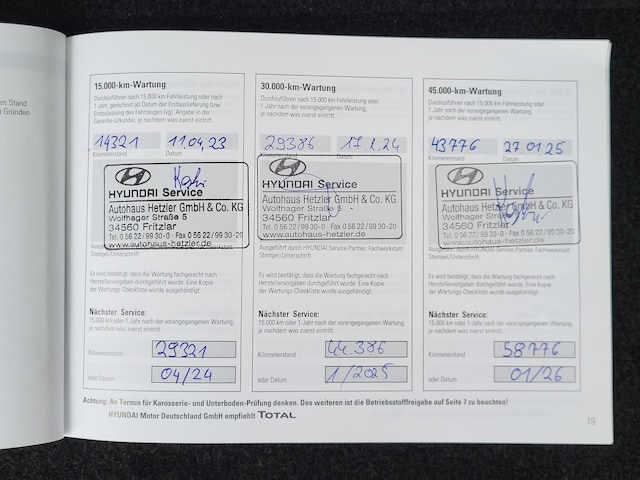 m Stand
n Gründen
15.000-km-Wartung
Durchzuführen nach 15.000 km Fahrleistung oder nach
1 Jahr, gerechnet ab Datum der Erstauslieferung bzw.
Erstzulassung des Fahrzeuges (vgl. Angabe in der
Garantie-Urkunde), je nachdem was zuerst eintritt.
14321 11.04.23
Kilometerstand Datum
HYUNDAI Service
Autohaus Hetzler GmbH & Co. KG
Wolfhager Straße 5
34560 Fritzlar
Tel. 0 56 22 / 99 30-0 · Fax 0 56 22 / 99 30-20
www.autohaus-hetzler.de
Es wird bestätigt, dass die Wartung fachgerecht nach
Herstellervorgaben durchgeführt wurde. Eine Kopie
der Wartungs-Checkliste wurde ausgehändigt.
Nächster Service:
15.000 km oder 1 Jahr nach der vorangegangenen Wartung,
je nachdem was zuerst eintritt.
Kilometerstand 29321
oder Datum 04/24
30.000-km-Wartung
Durchzuführen nach 15.000 km Fahrleistung oder
1 Jahr nach der vorangegangenen Wartung,
je nachdem was zuerst eintritt.
29386
Kilometerstand Datum
HYUNDAI Service
Autohaus Hetzler GmbH & Co. KG
Wolfhager Straße 5
34560 Fritzlar
Tel. 0 56 22 / 99 30-0 · Fax 0 56 22 / 99 30-20
www.autohaus-hetzler.de
Ausgeführt durch HYUNDAI Service-Partner, Fachwerkstatt
Stempel/Unterschrift
Es wird bestätigt, dass die Wartung fachgerecht nach
Herstellervorgaben durchgeführt wurde. Eine Kopie
der Wartungs-Checkliste wurde ausgehändigt.
Nächster Service:
15.000 km oder 1 Jahr nach der vorangegangenen Wartung,
je nachdem was zuerst eintritt.
Kilometerstand 44.386
oder Datum 1/2025
45.000-km-Wartung
Durchzuführen nach 15.000 km Fahrleistung oder
1 Jahr nach der vorangegangenen Wartung,
je nachdem was zuerst eintritt.
43776 27.01.25
Kilometerstand Datum
HYUNDAI Service
Autohaus Hetzler GmbH & Co. KG
Wolfhager Straße 5
34560 Fritzlar
Tel. 0 56 22 / 99 30-0 · Fax 0 56 22 / 99 30-20
www.autohaus-hetzler.de
Ausgeführt durch HYUNDAI Service-Partner, Fachwerkstatt
Stempel/Unterschrift
Es wird bestätigt, dass die Wartung fachgerecht nach
Herstellervorgaben durchgeführt wurde. Eine Kopie
der Wartungs-Checkliste wurde ausgehändigt.
Nächster Service:
15.000 km oder 1 Jahr nach der vorangegangenen Wartung,
je nachdem was zuerst eintritt.
Kilometerstand 58776
oder Datum 01/26
Achtung: An Termin für Karosserie- und Unterboden-Prüfung denken. Des weiteren ist die Betriebsstofffreigabe auf Seite 7 zu beachten!
HYUNDAI Motor Deutschland GmbH empfiehlt TOTAL
19